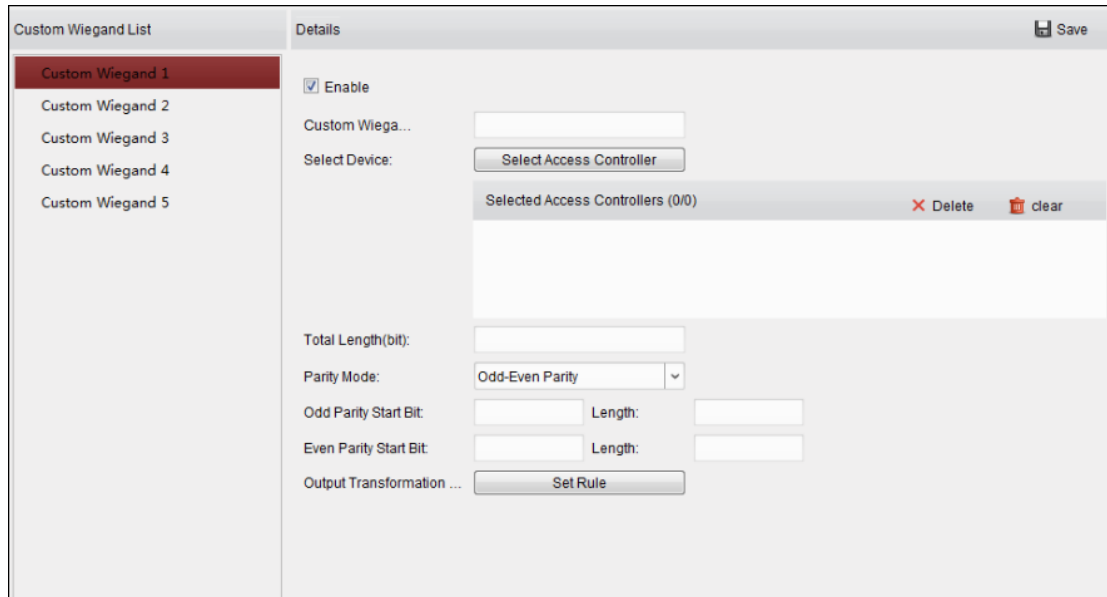 Custom Wiegand List
Details
Save
Custom Wiegand 1
Custom Wiegand 2
Custom Wiegand 3
Custom Wiegand 4
Custom Wiegand 5
Enable
Custom Wiega...
Select Device:
Select Access Controller
Selected Access Controllers (0/0)
Delete
clear
Total Length(bit):
Parity Mode:
Odd-Even Parity
Odd Parity Start Bit:
Length:
Even Parity Start Bit:
Length:
Output Transformation ...
Set Rule